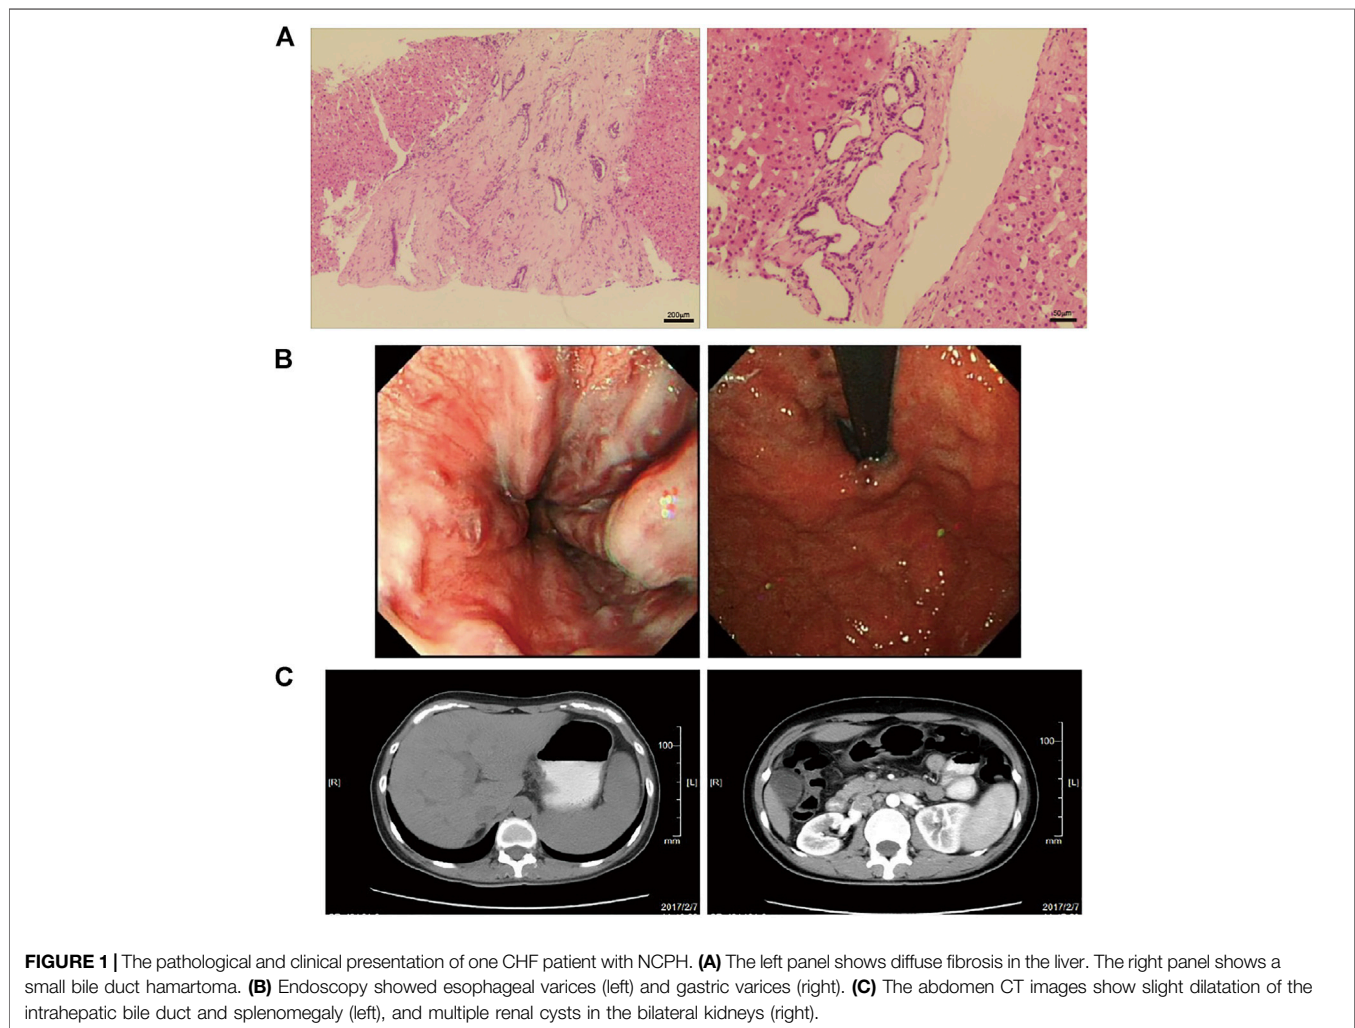 A
200μm
50μm
B
C
[R]
100
[L]
mm
2017/2/7
[R]
100
[L]
mm
2017/2/7
FIGURE 1 | The pathological and clinical presentation of one CHF patient with NCPH. (A) The left panel shows diffuse fibrosis in the liver. The right panel shows a
small bile duct hamartoma. (B) Endoscopy showed esophageal varices (left) and gastric varices (right). (C) The abdomen CT images show slight dilatation of the
intrahepatic bile duct and splenomegaly (left), and multiple renal cysts in the bilateral kidneys (right).